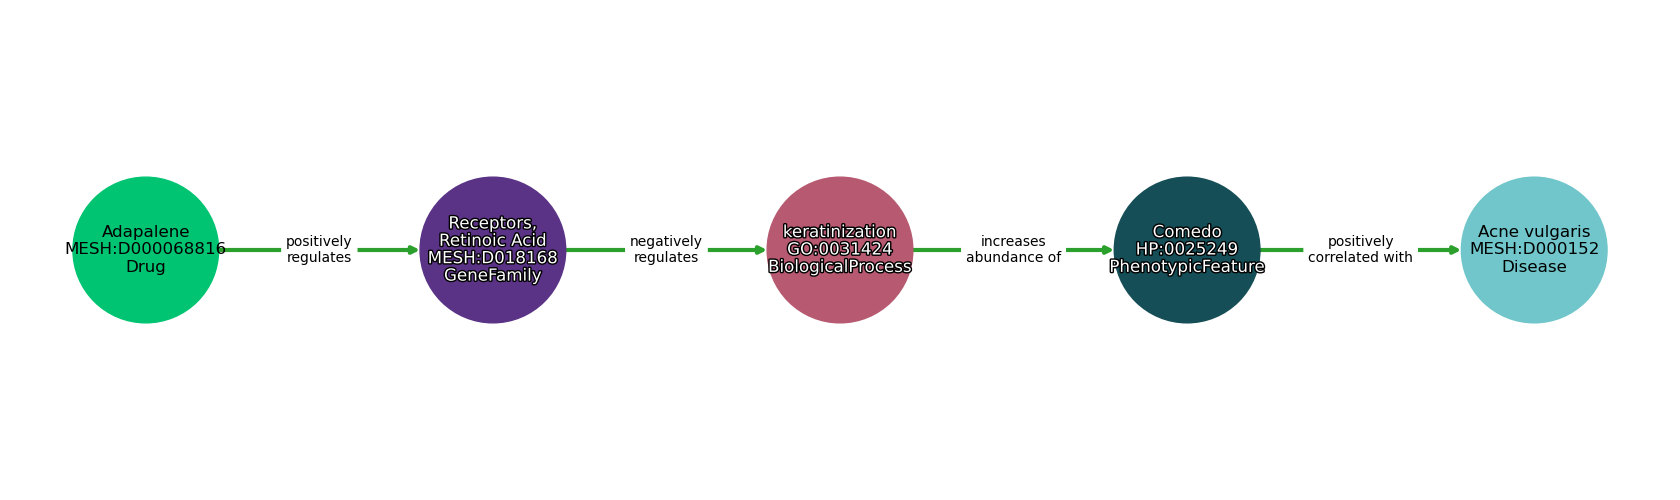 Adapalene
MESH:D000068816
Drug
positively
regulates
Receptors,
Retinoic Acid
MESH:D018168
GeneFamily
negatively
regulates
keratinization
GO:0031424
BiologicalProcess
increases
abundance of
Comedo
HP:0025249
PhenotypicFeature
positively
correlated with
Acne vulgaris
MESH:D000152
Disease